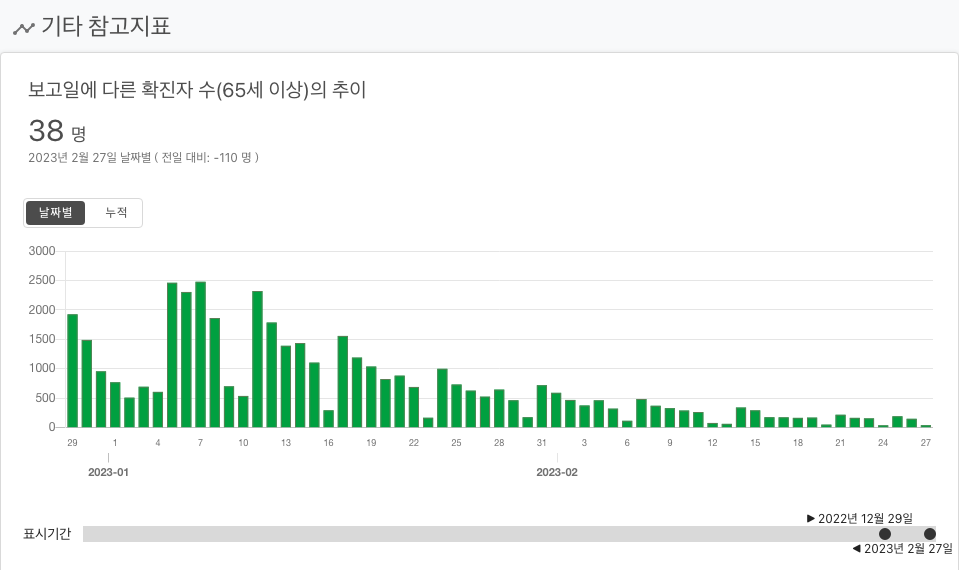 기타 참고지표
보고일에 다른 확진자 수(65세 이상)의 추이
38 명
2023년 2월 27일 날짜별 ( 전일 대비: -110 명 )
날짜별 누적
3000
2500
2000
1500
1000
500
0
29 1 4 7 10 13 16 19 22 25 28 31 3 6 9 12 15 18 21 24 27
2023-01 2023-02
▶ 2022년 12월 29일
표시기간
◀ 2023년 2월 27일